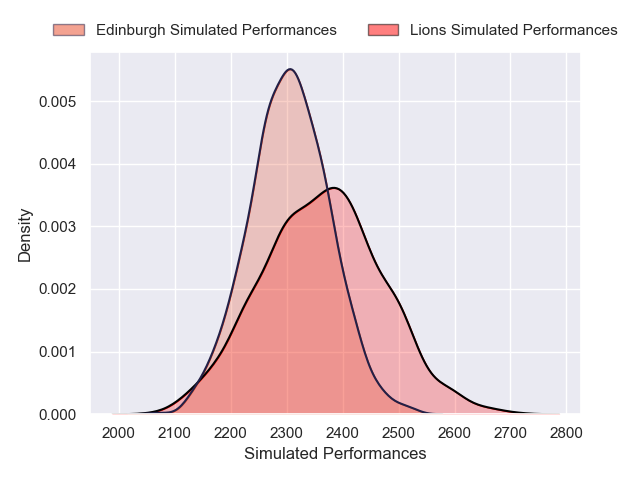 Edinburgh Simulated Performances Lions Simulated Performances
0.005
0.004
0.003
0.002
0.001
0.000
Density
2000 2100 2200 2300 2400 2500 2600 2700 2800
Simulated Performances